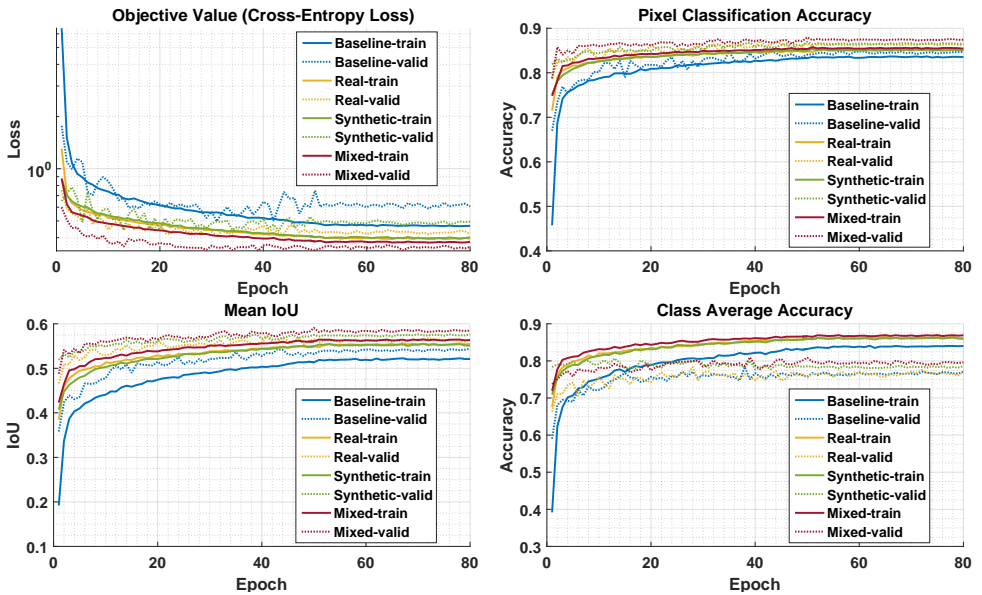 Objective Value (Cross-Entropy Loss)
Loss
10^0
Baseline-train
Baseline-valid
Real-train
Real-valid
Synthetic-train
Synthetic-valid
Mixed-train
Mixed-valid
0 20 40 60 80
Epoch
Pixel Classification Accuracy
Accuracy
0.9
0.8
0.7
0.6
0.5
0.4
Baseline-train
Baseline-valid
Real-train
Real-valid
Synthetic-train
Synthetic-valid
Mixed-train
Mixed-valid
0 20 40 60 80
Epoch
Mean IoU
IoU
0.6
0.5
0.4
0.3
0.2
0.1
Baseline-train
Baseline-valid
Real-train
Real-valid
Synthetic-train
Synthetic-valid
Mixed-train
Mixed-valid
0 20 40 60 80
Epoch
Class Average Accuracy
Accuracy
0.9
0.8
0.7
0.6
0.5
0.4
0.3
Baseline-train
Baseline-valid
Real-train
Real-valid
Synthetic-train
Synthetic-valid
Mixed-train
Mixed-valid
0 20 40 60 80
Epoch